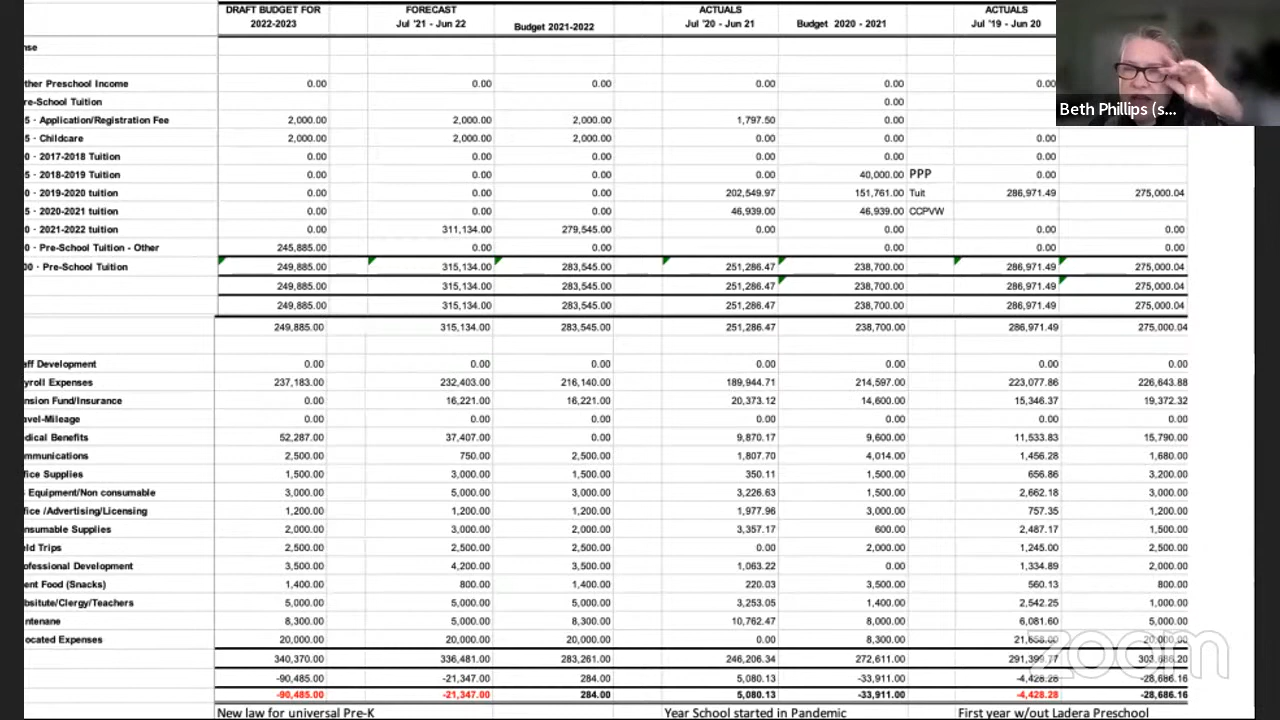 DRAFT BUDGET FOR 2022-2023 FORECAST Jul '21 - Jun 22 Budget 2021-2022 ACTUALS Jul '20 - Jun 21 Budget 2020 - 2021 ACTUALS Jul '19 - Jun 20
nse
ther Preschool Income 0.00 0.00 0.00 0.00 0.00 0.00
re-School Tuition 0.00
5 · Application/Registration Fee 2,000.00 2,000.00 2,000.00 1,797.50 0.00
5 · Childcare 2,000.00 2,000.00 2,000.00 0.00 0.00 0.00
0 · 2017-2018 Tuition 0.00 0.00 0.00 0.00 0.00 0.00
5 · 2018-2019 Tuition 0.00 0.00 0.00 0.00 40,000.00 PPP 0.00
0 · 2019-2020 tuition 0.00 0.00 0.00 202,549.97 151,761.00 Tuit 286,971.49 275,000.04
5 · 2020-2021 tuition 0.00 0.00 0.00 46,939.00 46,939.00 CCPVW
0 · 2021-2022 tuition 0.00 311,134.00 279,545.00 0.00 0.00 0.00 0.00
0 · Pre-School Tuition - Other 245,885.00 0.00 0.00 0.00 0.00 0.00
00 · Pre-School Tuition 249,885.00 315,134.00 283,545.00 251,286.47 238,700.00 286,971.49 275,000.04
249,885.00 315,134.00 283,545.00 251,286.47 238,700.00 286,971.49 275,000.04
249,885.00 315,134.00 283,545.00 251,286.47 238,700.00 286,971.49 275,000.04
249,885.00 315,134.00 283,545.00 251,286.47 238,700.00 286,971.49 275,000.04
aff Development 0.00 0.00 0.00 0.00 0.00 0.00 0.00
yroll Expenses 237,183.00 232,403.00 216,140.00 189,944.71 214,597.00 223,077.86 226,643.88
nsion Fund/Insurance 0.00 16,221.00 16,221.00 20,373.12 14,600.00 15,346.37 19,372.32
avel-Mileage 0.00 0.00 0.00 0.00 0.00 0.00 0.00
dical Benefits 52,287.00 37,407.00 0.00 9,870.17 9,600.00 11,533.83 15,790.00
mmunications 2,500.00 750.00 2,500.00 1,807.70 4,014.00 1,456.28 1,680.00
fice Supplies 1,500.00 3,000.00 1,500.00 350.11 1,500.00 656.86 3,200.00
Equipment/Non consumable 3,000.00 5,000.00 3,000.00 3,226.63 1,500.00 2,662.18 3,000.00
fice /Advertising/Licensing 1,200.00 1,200.00 1,200.00 1,977.96 3,000.00 757.35 1,200.00
nsumable Supplies 2,000.00 3,000.00 2,000.00 3,357.17 600.00 2,487.17 1,500.00
eld Trips 2,500.00 2,500.00 2,500.00 0.00 2,000.00 1,245.00 2,500.00
ofessional Development 3,500.00 4,200.00 3,500.00 1,063.22 0.00 1,334.89 2,000.00
ent Food (Snacks) 1,400.00 800.00 1,400.00 220.03 3,500.00 560.13 800.00
bsitute/Clergy/Teachers 5,000.00 5,000.00 5,000.00 3,253.05 1,400.00 2,542.25 1,000.00
ntenane 8,300.00 5,000.00 8,300.00 10,762.47 8,000.00 6,081.60 5,000.00
ocated Expenses 20,000.00 20,000.00 20,000.00 0.00 8,300.00 21,658.00 20,000.00
340,370.00 336,481.00 283,261.00 246,206.34 272,611.00 291,399.77 303,686.20
-90,485.00 -21,347.00 284.00 5,080.13 -33,911.00 -4,428.28 -28,686.16
-90,485.00 -21,347.00 284.00 5,080.13 -33,911.00 -4,428.28 -28,686.16
New law for universal Pre-K Year School started in Pandemic First year w/out Ladera Preschool
Beth Phillips (s...
zoom